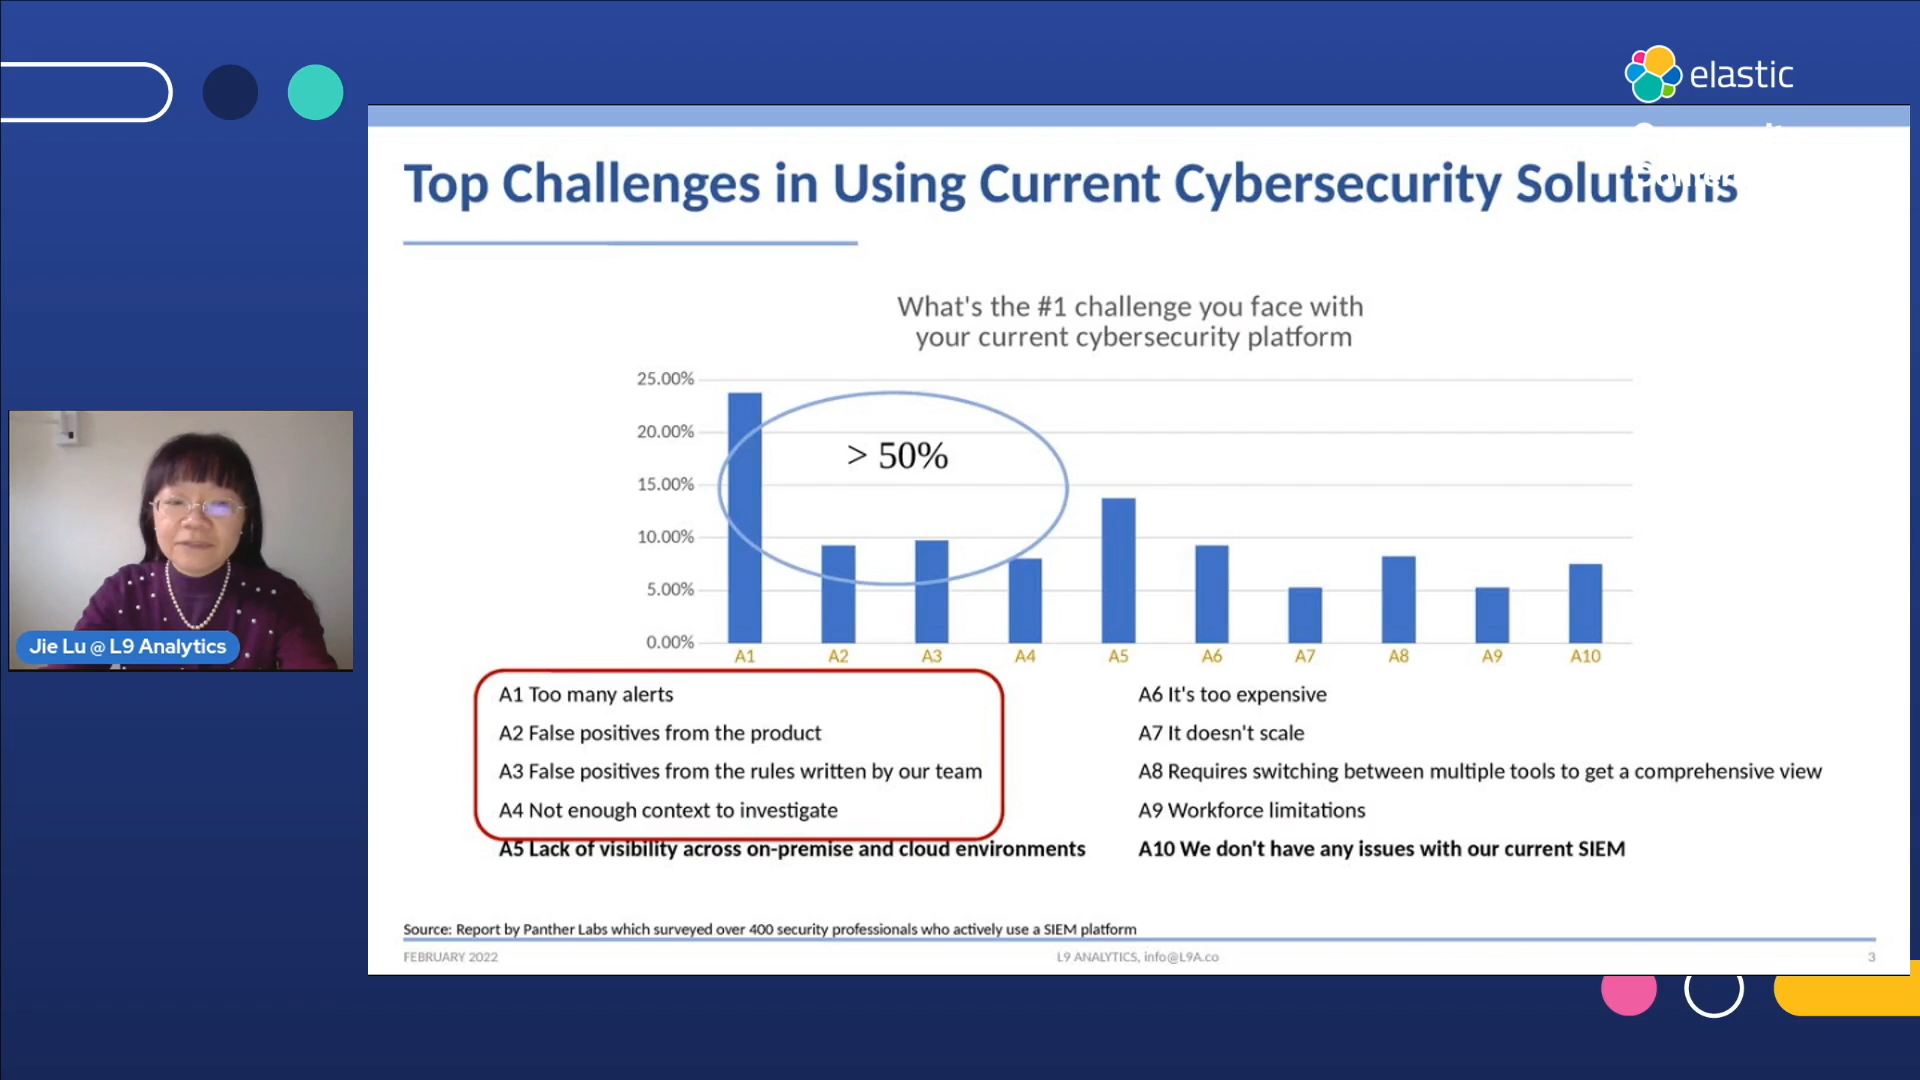 elastic
Top Challenges in Using Current Cybersecurity Solutions
What's the #1 challenge you face with
your current cybersecurity platform
25.00%
20.00%
15.00%
10.00%
5.00%
0.00%
> 50%
A1 A2 A3 A4 A5 A6 A7 A8 A9 A10
A1 Too many alerts
A2 False positives from the product
A3 False positives from the rules written by our team
A4 Not enough context to investigate
A5 Lack of visibility across on-premise and cloud environments
A6 It's too expensive
A7 It doesn't scale
A8 Requires switching between multiple tools to get a comprehensive view
A9 Workforce limitations
A10 We don't have any issues with our current SIEM
Source: Report by Panther Labs which surveyed over 400 security professionals who actively use a SIEM platform
FEBRUARY 2022
L9 ANALYTICS, info@L9A.co
3
Jie Lu @ L9 Analytics